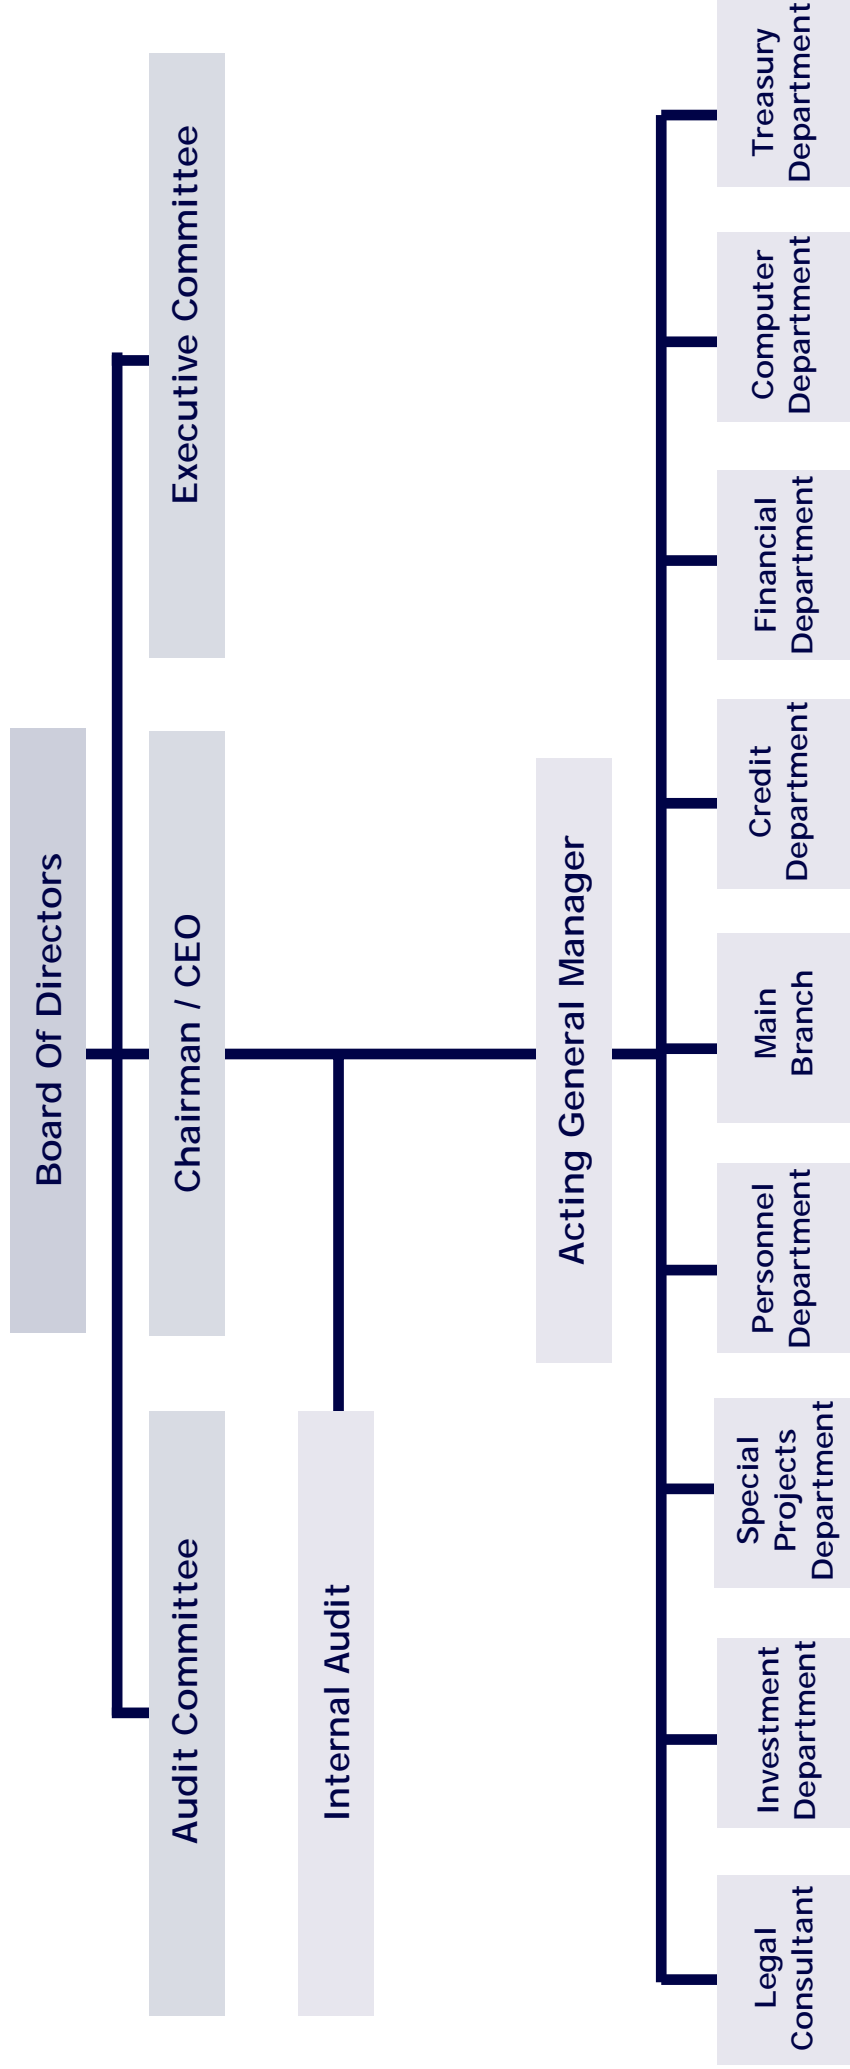 Board Of Directors
Audit Committee
Chairman / CEO
Executive Committee
Internal Audit
Acting General Manager
Legal
Consultant
Investment
Department
Special
Projects
Department
Personnel
Department
Main
Branch
Credit
Department
Financial
Department
Computer
Department
Treasury
Department